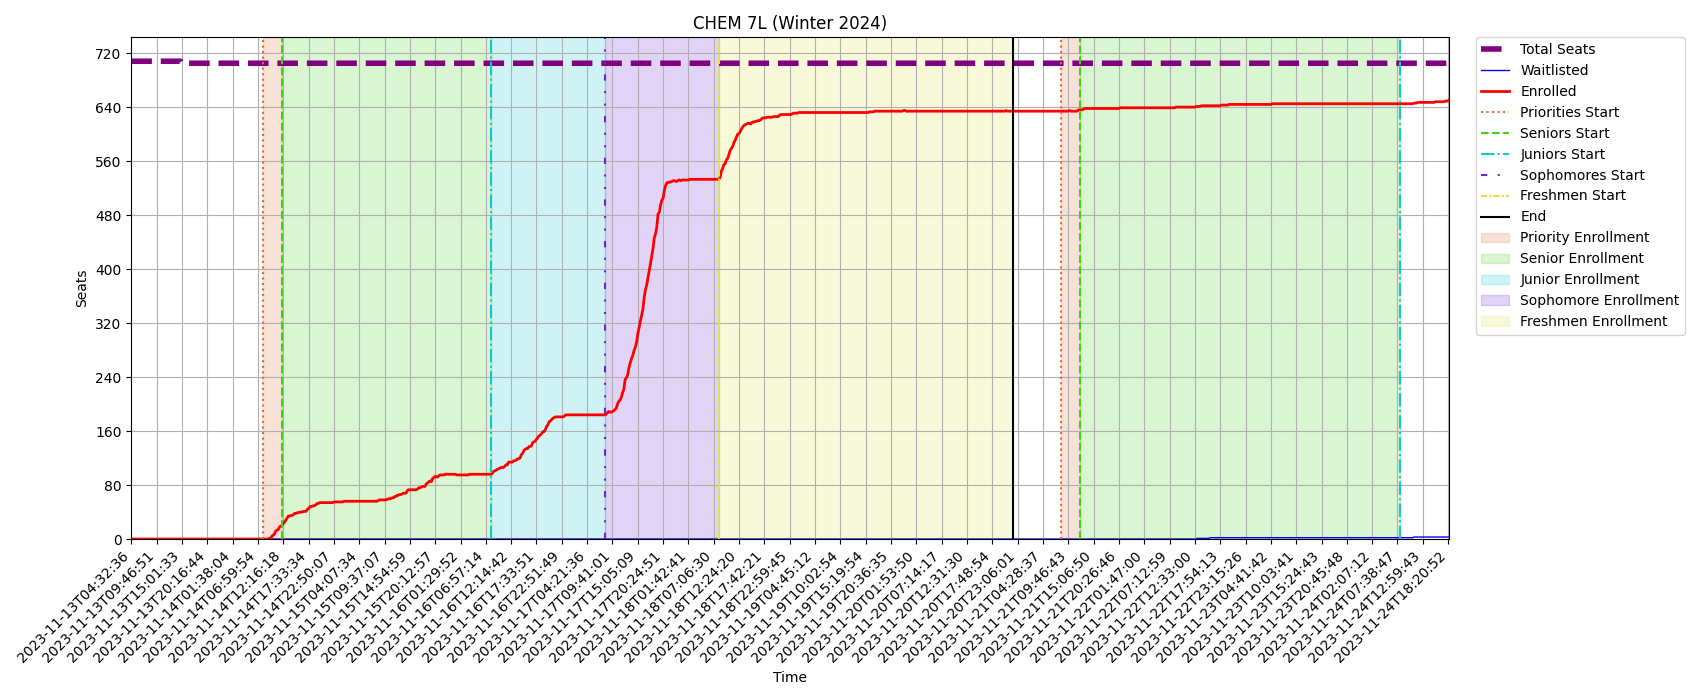 CHEM 7L (Winter 2024)
Total Seats
Waitlisted
Enrolled
Priorities Start
Seniors Start
Juniors Start
Sophomores Start
Freshmen Start
End
Priority Enrollment
Senior Enrollment
Junior Enrollment
Sophomore Enrollment
Freshmen Enrollment
Seats
720
640
560
480
400
320
240
160
80
0
2023-11-13T04:32:36
2023-11-13T09:46:51
2023-11-13T15:01:33
2023-11-13T20:16:44
2023-11-14T01:38:04
2023-11-14T06:59:54
2023-11-14T12:16:18
2023-11-14T17:33:34
2023-11-14T22:50:07
2023-11-15T04:07:34
2023-11-15T09:37:07
2023-11-15T14:54:59
2023-11-15T20:12:57
2023-11-16T01:29:52
2023-11-16T06:57:14
2023-11-16T12:14:42
2023-11-16T17:33:51
2023-11-16T22:51:49
2023-11-17T04:21:36
2023-11-17T09:41:01
2023-11-17T15:05:09
2023-11-17T20:24:51
2023-11-18T01:42:41
2023-11-18T07:06:30
2023-11-18T12:24:20
2023-11-18T17:42:21
2023-11-18T22:59:45
2023-11-19T04:45:12
2023-11-19T10:02:54
2023-11-19T15:19:54
2023-11-19T20:36:35
2023-11-20T01:53:50
2023-11-20T07:14:17
2023-11-20T12:31:30
2023-11-20T17:48:54
2023-11-20T23:06:01
2023-11-21T04:28:37
2023-11-21T09:46:43
2023-11-21T15:06:50
2023-11-21T20:26:46
2023-11-22T01:47:00
2023-11-22T07:12:59
2023-11-22T12:33:00
2023-11-22T17:54:13
2023-11-22T23:15:26
2023-11-23T04:41:42
2023-11-23T10:03:41
2023-11-23T15:24:43
2023-11-23T20:45:48
2023-11-24T02:07:12
2023-11-24T07:38:47
2023-11-24T12:59:43
2023-11-24T18:20:52
Time